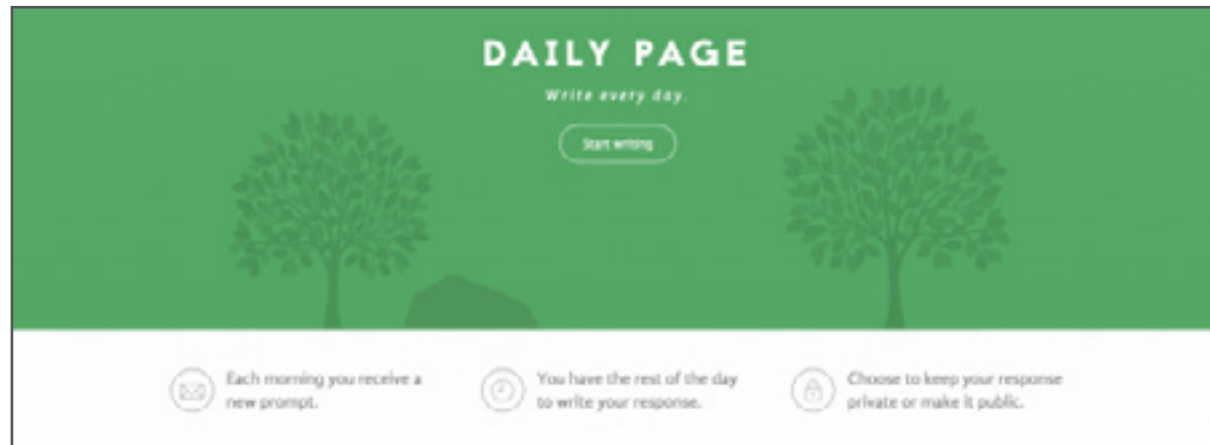 DAILY PAGE
Write every day.
Start writing
Each morning you receive a
new prompt.
You have the rest of the day
to write your response.
Choose to keep your response
private or make it public.